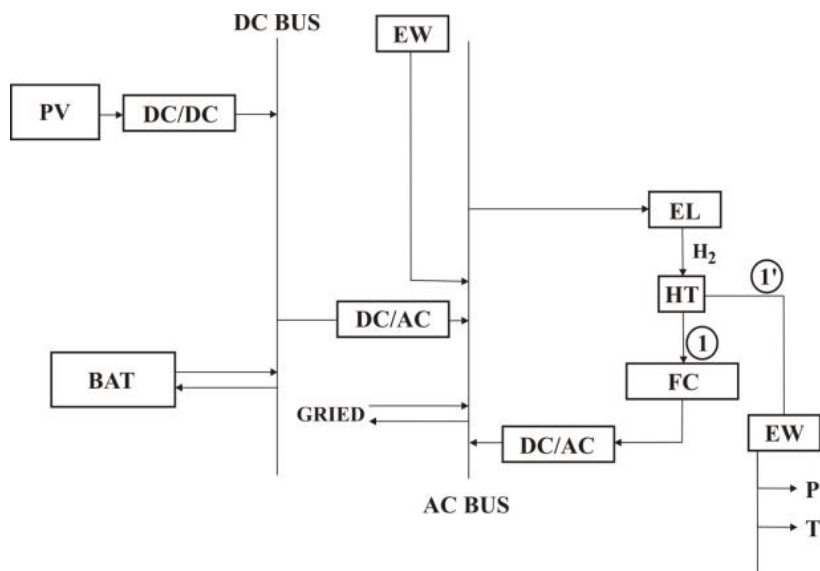 DC BUS
EW
PV
DC/DC
EL
H₂
HT
1'
DC/AC
1
BAT
FC
GRIED
DC/AC
EW
P
AC BUS
T